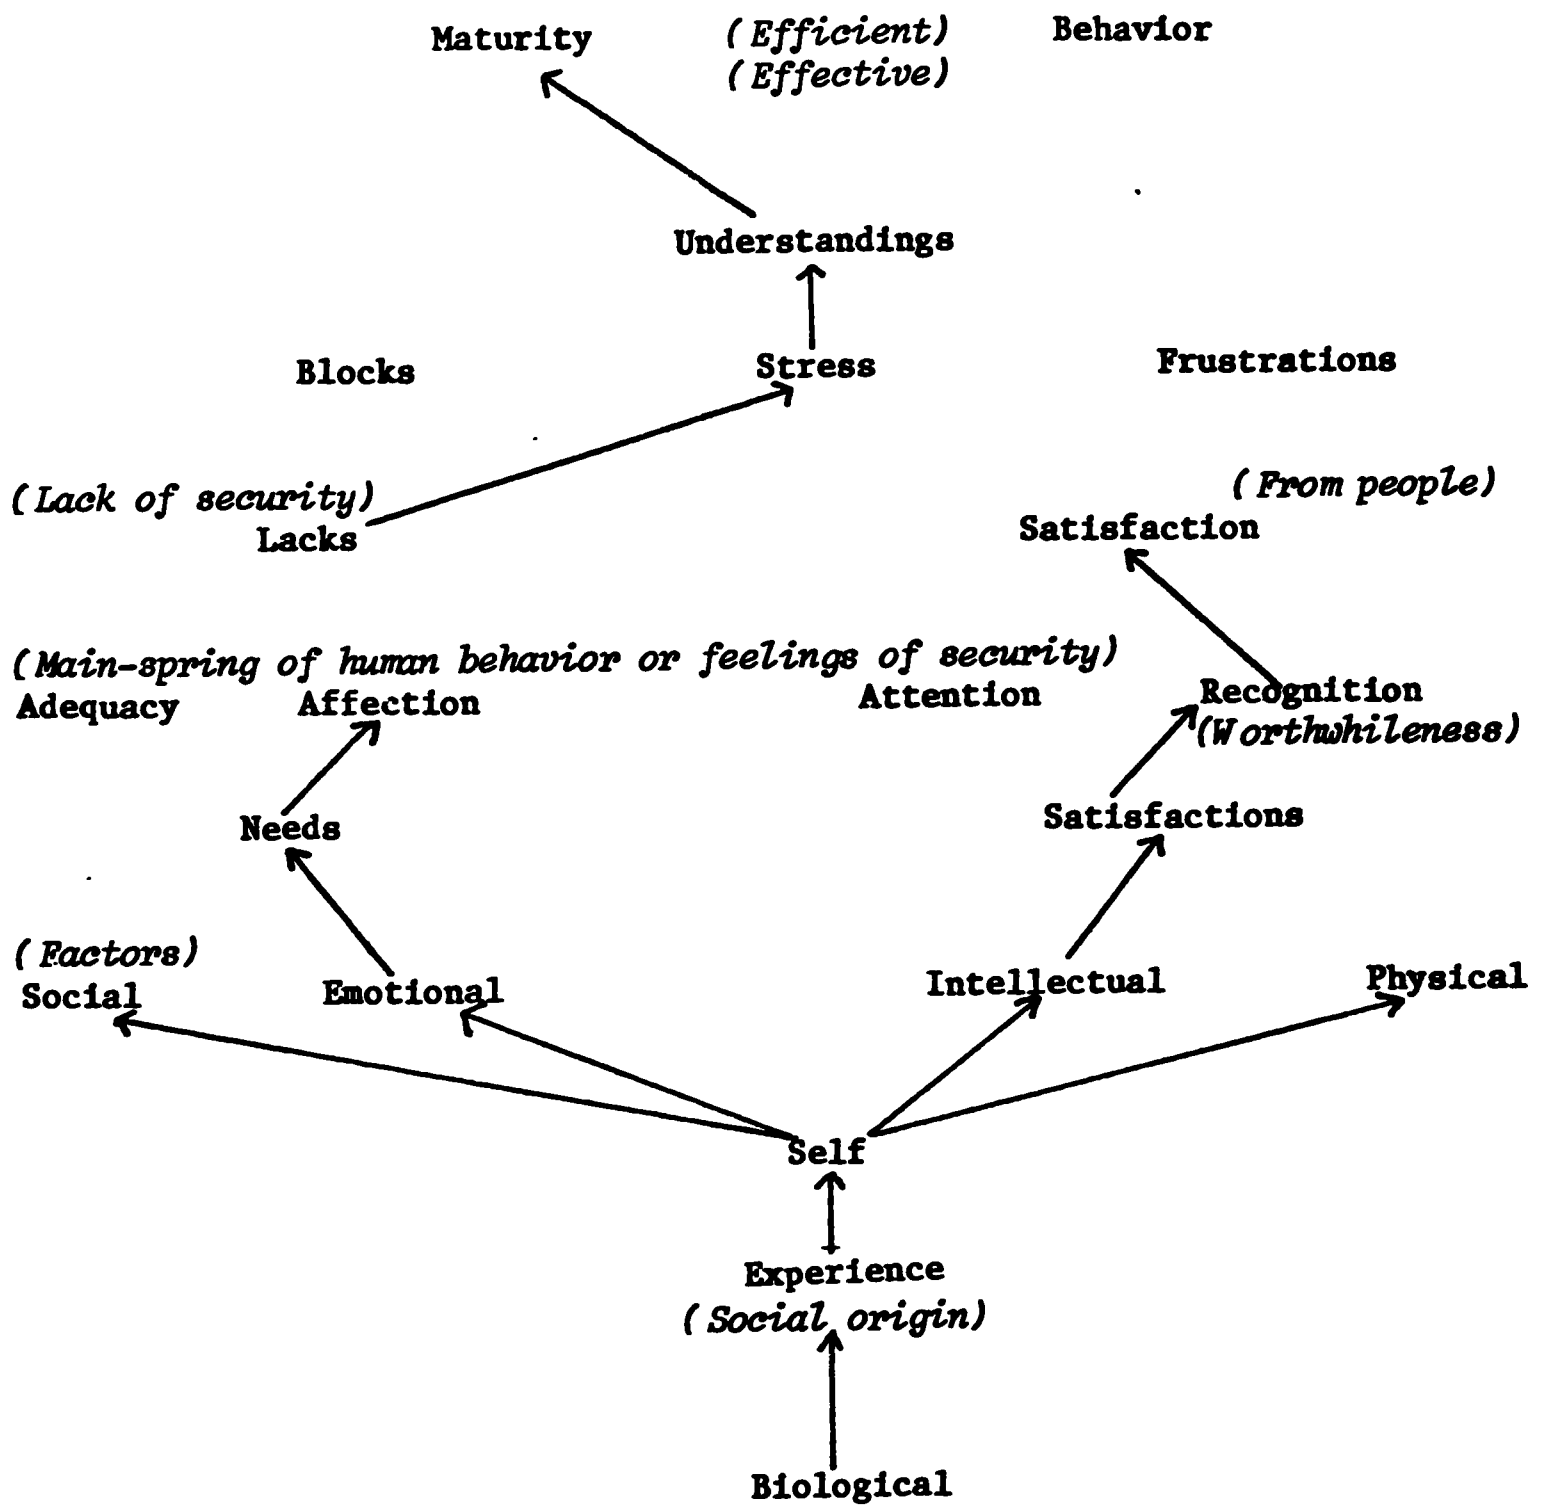 Maturity (Efficient) Behavior
(Effective)
Understandings
Blocks Stress Frustrations
(Lack of security) (From people)
Lacks Satisfaction
(Main-spring of human behavior or feelings of security)
Adequacy Affection Attention Recognition
(Worthwhileness)
Needs Satisfactions
(Factors)
Social Emotional Intellectual Physical
Self
Experience
(Social origin)
Biological